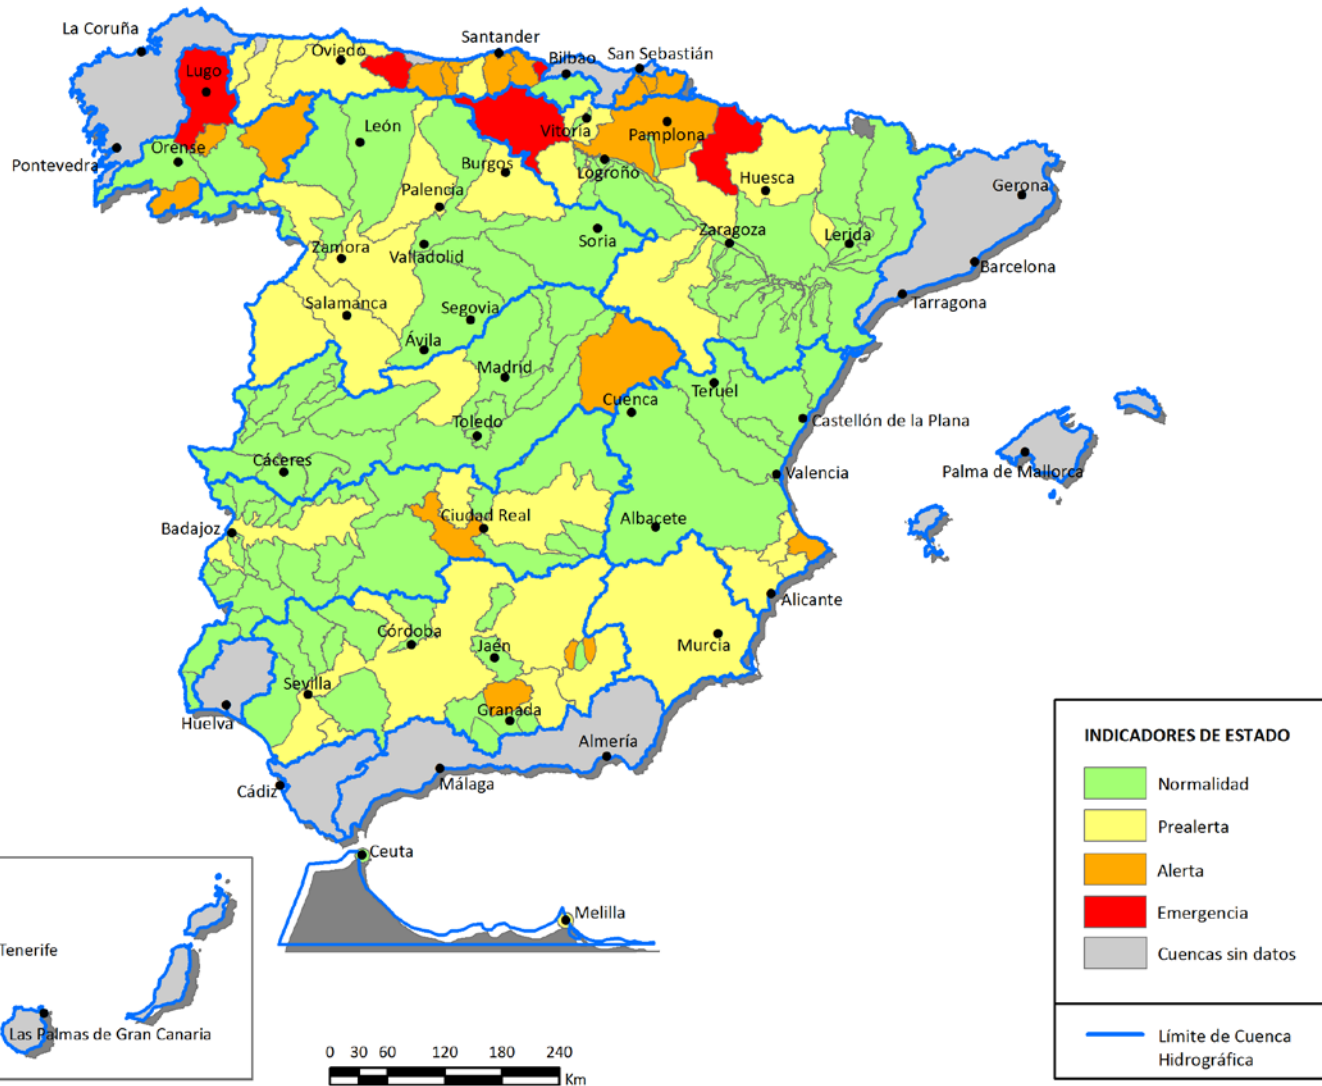 La Coruña
Santander
Oviedo
Bilbao
San Sebastián
Lugo
León
Vitoria
Pamplona
Orense
Pontevedra
Burgos
Logroño
Huesca
Palencia
Gerona
Zamora
Valladolid
Soria
Zaragoza
Lerida
Barcelona
Salamanca
Segovia
Tarragona
Ávila
Madrid
Teruel
Cuenca
Toledo
Castellón de la Plana
Cáceres
Valencia
Palma de Mallorca
Badajoz
Ciudad Real
Albacete
Alicante
Córdoba
Jaén
Murcia
Sevilla
Granada
Huelva
Almería
Cádiz
Málaga
Ceuta
Melilla
Tenerife
Las Palmas de Gran Canaria
INDICADORES DE ESTADO
Normalidad
Prealerta
Alerta
Emergencia
Cuencas sin datos
Límite de Cuenca
Hidrográfica
0 30 60 120 180 240
Km